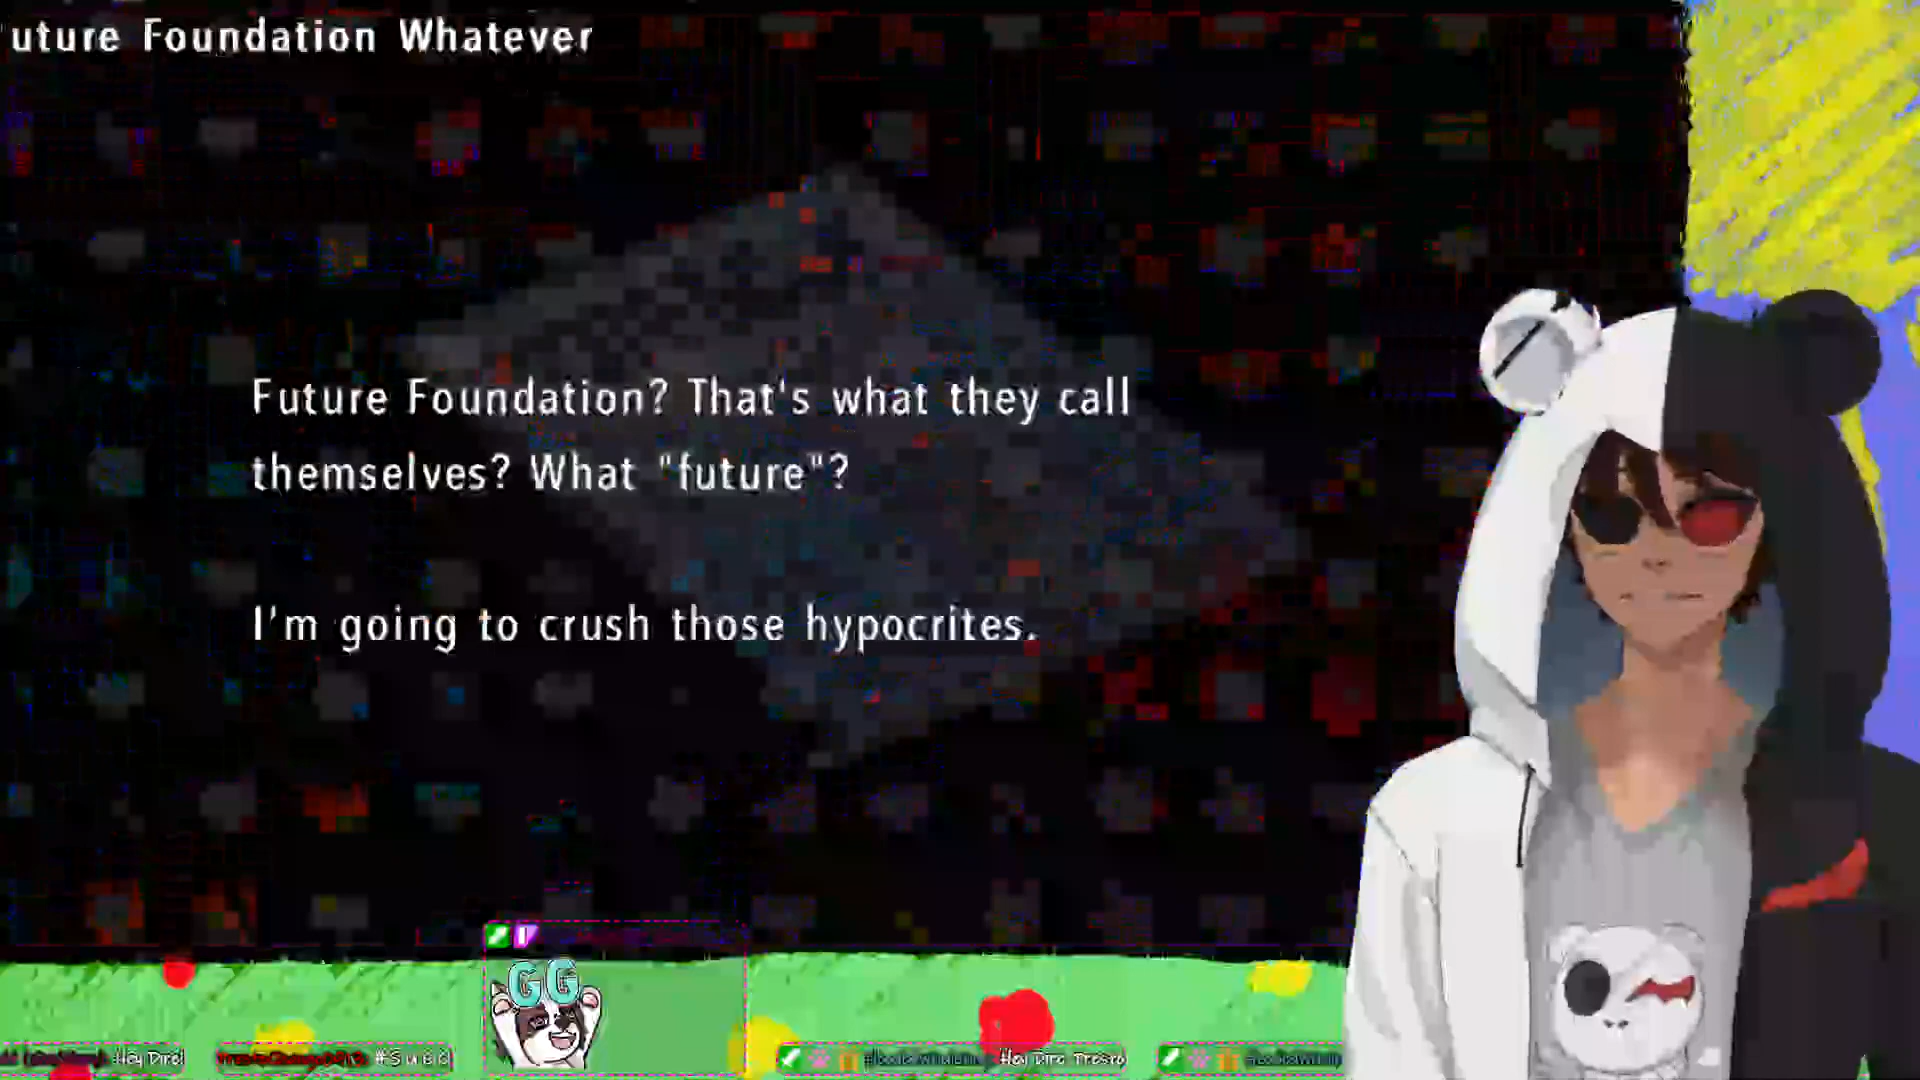 uture Foundation Whatever
Future Foundation? That's what they call
themselves? What "future"?
I'm going to crush those hypocrites.
GG
Hey Dire!
Hey Dire Presto